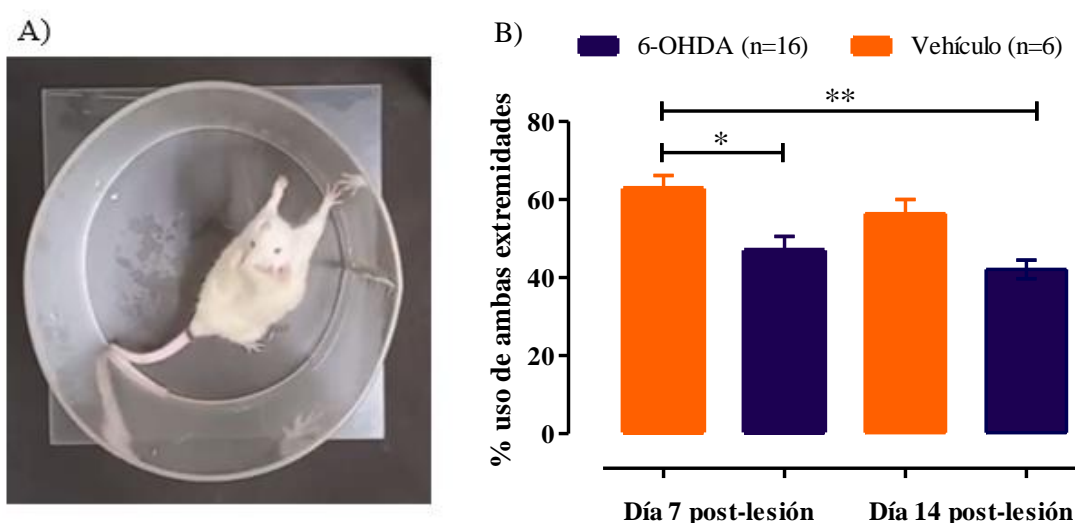 A)
B)
6-OHDA (n=16) Vehículo (n=6)
**
*
% uso de ambas extremidades
80
60
40
20
0
Día 7 post-lesión Día 14 post-lesión